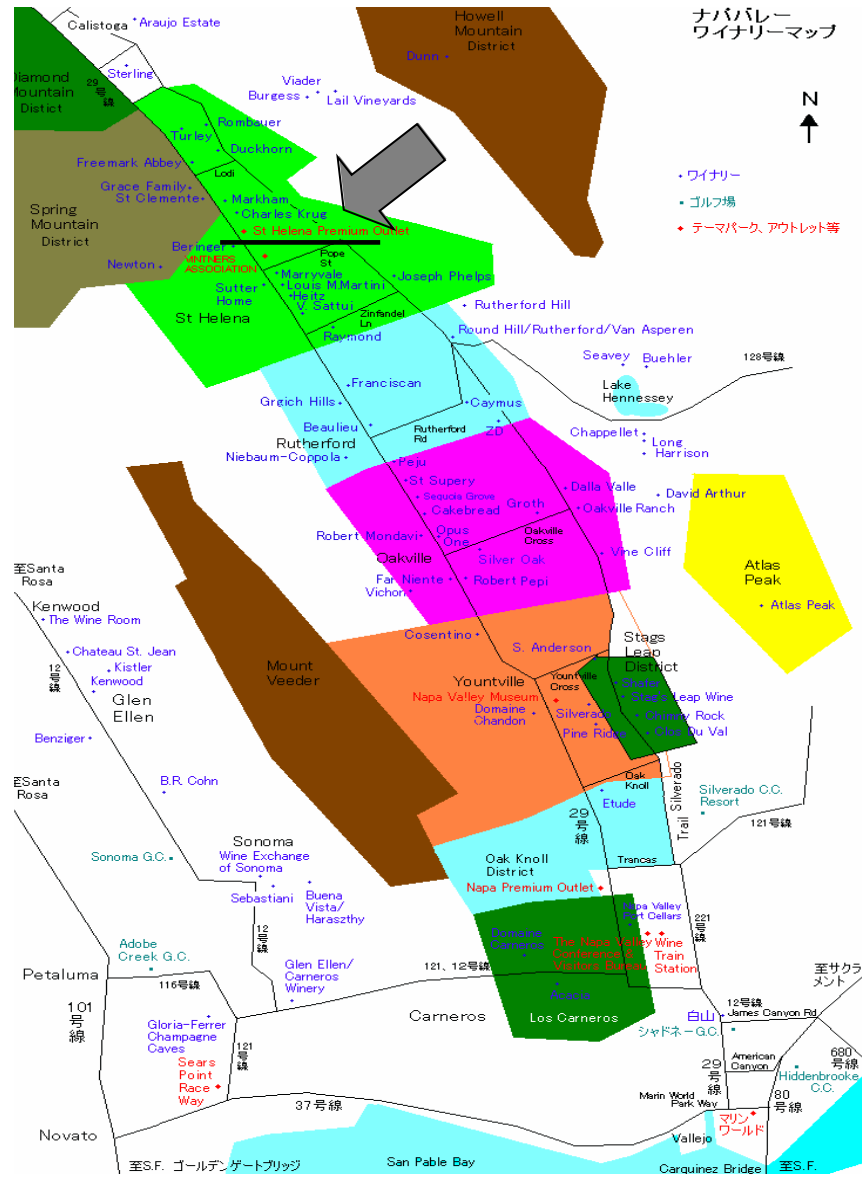 ナパバレー
ワイナリーマップ
N
ワイナリー
ゴルフ場
テーマパーク、アウトレット等
Calistoga
Araujo Estate
Howell
Mountain
District
Dunn
Sterling
Diamond
Mountain
District
29
号
線
Viader
Burgess
Lail Vineyards
Rombauer
Turley
Duckhorn
Freemark Abbey
Lodi
Grace Family
St Clemente
Markham
Charles Krug
Spring
Mountain
District
St Helena Premium Outlet
Beringer
VINTNERS
ASSOCIATION
Pope
St
Newton
Marryvale
Joseph Phelps
Sutter
Home
Louis M.Martini
Heitz
V. Sattui
St Helena
Zinfandel
Ln
Rutherford Hill
Raymond
Round Hill/Rutherford/Van Asperen
Seavey
Buehler
128号線
Lake
Hennessey
Franciscan
Grgich Hills
Caymus
Beaulieu
Rutherford
Rd
ZD
Rutherford
Niebaum-Coppola
Chappellet
Long
Harrison
Peju
St Supery
Dalla Valle
David Arthur
Sequoia Grove
Groth
Cakebread
Oakville Ranch
Robert Mondavi
Opus
One
Oakville
Cross
Oakville
Silver Oak
Vine Cliff
Far Niente
Robert Pepi
Vichon
Atlas
Peak
Atlas Peak
至Santa
Rosa
Kenwood
The Wine Room
Cosentino
S. Anderson
Stags
Leap
District
Chateau St. Jean
Kistler
Kenwood
12
号
線
Glen
Ellen
Mount
Veeder
Yountville
Yountville
Cross
Shafer
Napa Valley Museum
Stag's Leap Wine
Domaine
Chandon
Silverado
Chimny Rock
Pine Ridge
Clos Du Val
Benziger
至Santa
Rosa
B.R. Cohn
Oak
Knoll
Etude
29
号
線
Trail Silverado
Silverado C.C.
Resort
121号線
Sonoma
Wine Exchange
of Sonoma
Sonoma G.C.
Oak Knoll
District
Trancas
Sebastiani
Buena
Vista/
Haraszthy
Napa Premium Outlet
Napa Valley
Port Cellars
221
号
線
12
号
線
Domaine
Carneros
The Napa Valley
Conference &
Visitors Bureau
Wine
Train
Station
Adobe
Creek G.C.
Petaluma
116号線
Glen Ellen/
Carneros
Winery
121、12号線
Acacia
至サクラ
メント
101
号
線
Carneros
Los Carneros
白山
12号線
James Canyon Rd
シャドネーG.C.
Gloria-Ferrer
Champagne
Caves
121
号
線
Sears
Point
Race
Way
29
号
線
American
Canyon
680
号線
Hiddenbrooke
C.C.
37号線
Marin World
Park Way
80
号線
マリン
ワールド
Novato
Vallejo
至S.F. ゴールデンゲートブリッジ
San Pable Bay
Carquinez Bridge
至S.F.